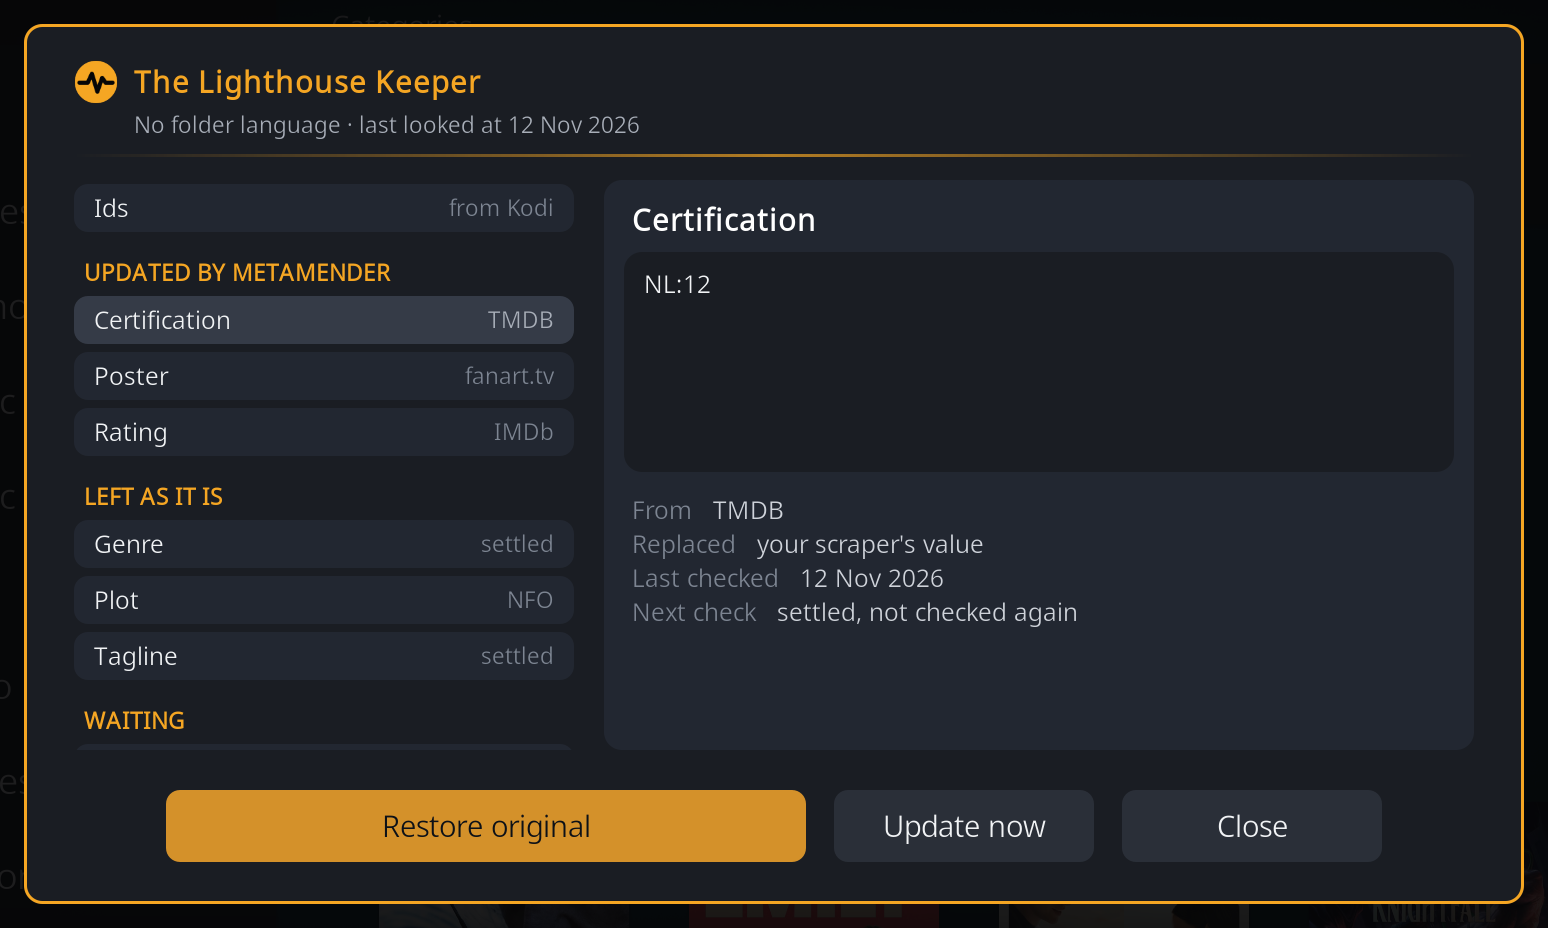 Categories
The Lighthouse Keeper
No folder language · last looked at 12 Nov 2026
Ids from Kodi
UPDATED BY METAMENDER
Certification TMDB
Poster fanart.tv
Rating IMDb
LEFT AS IT IS
Genre settled
Plot NFO
Tagline settled
WAITING
Certification
NL:12
From TMDB
Replaced your scraper's value
Last checked 12 Nov 2026
Next check settled, not checked again
Restore original
Update now
Close